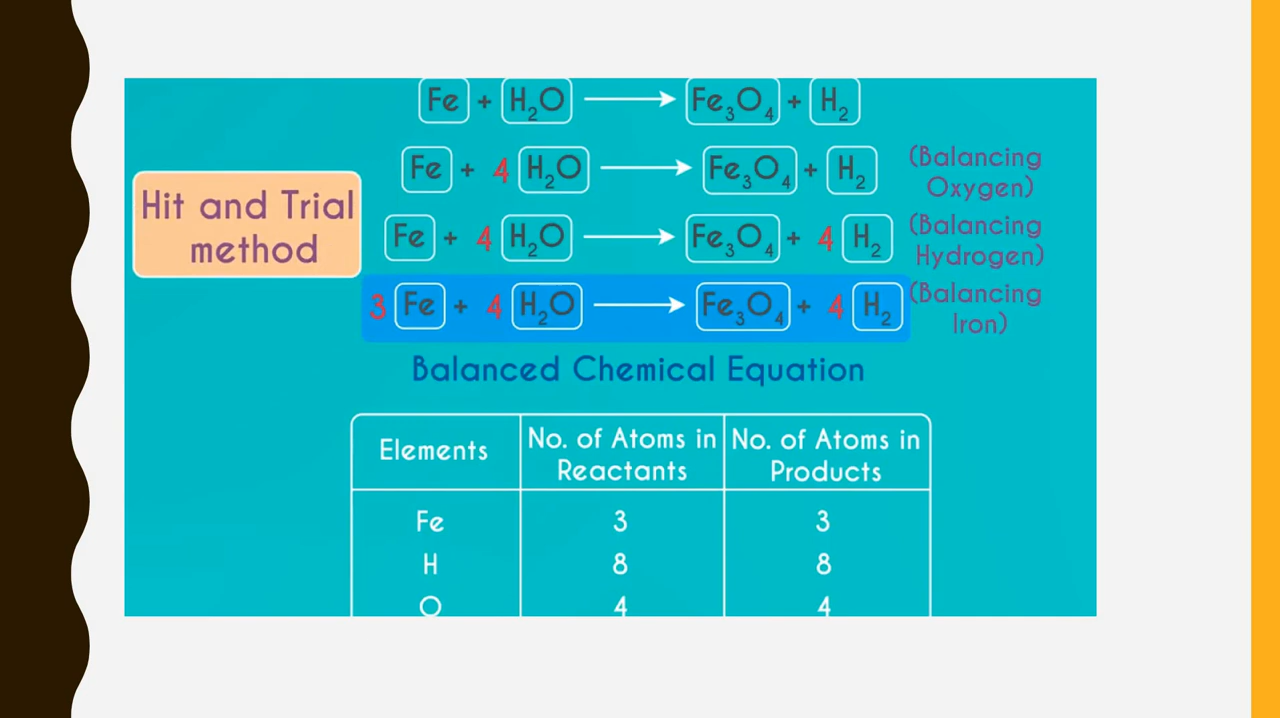 Fe + H₂O ⟶ Fe₃O₄ + H₂
Fe + 4 H₂O ⟶ Fe₃O₄ + H₂ (Balancing
Oxygen)
Hit and Trial
method
Fe + 4 H₂O ⟶ Fe₃O₄ + 4 H₂ (Balancing
Hydrogen)
3 Fe + 4 H₂O ⟶ Fe₃O₄ + 4 H₂ (Balancing
Iron)
Balanced Chemical Equation
Elements
No. of Atoms in
Reactants
No. of Atoms in
Products
Fe 3 3
H 8 8
O 4 4